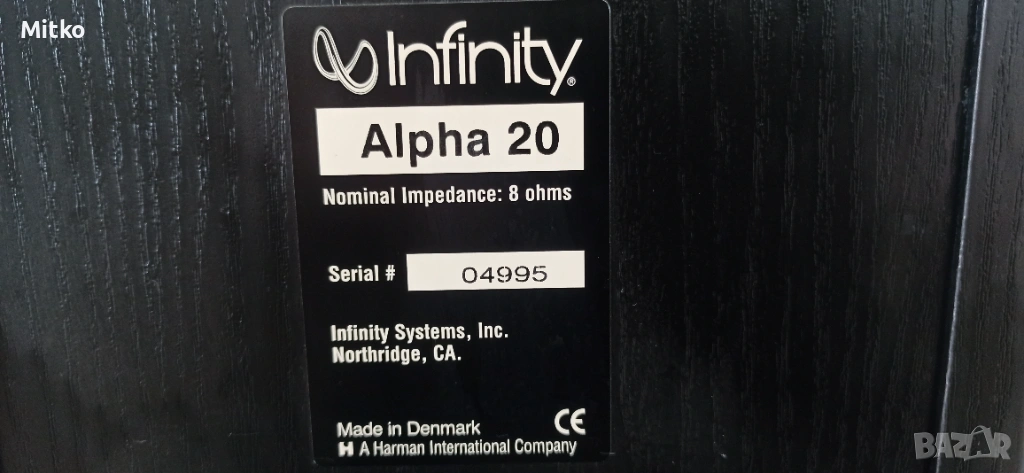 Mitko
Infinity®
Alpha 20
Nominal Impedance: 8 ohms
Serial # 04995
Infinity Systems, Inc.
Northridge, CA.
Made in Denmark CE
H A Harman International Company
BAZAR